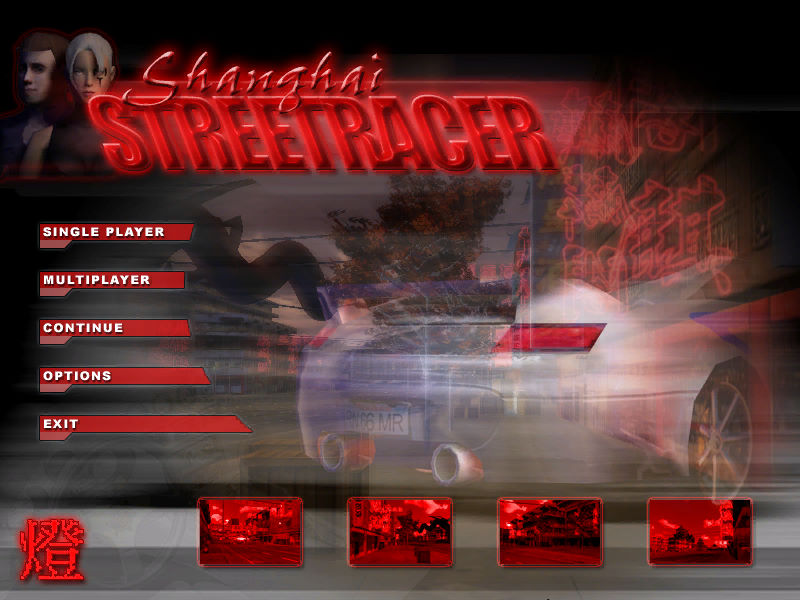 Shanghai
STREETRACER
SINGLE PLAYER
MULTIPLAYER
CONTINUE
OPTIONS
EXIT
燈